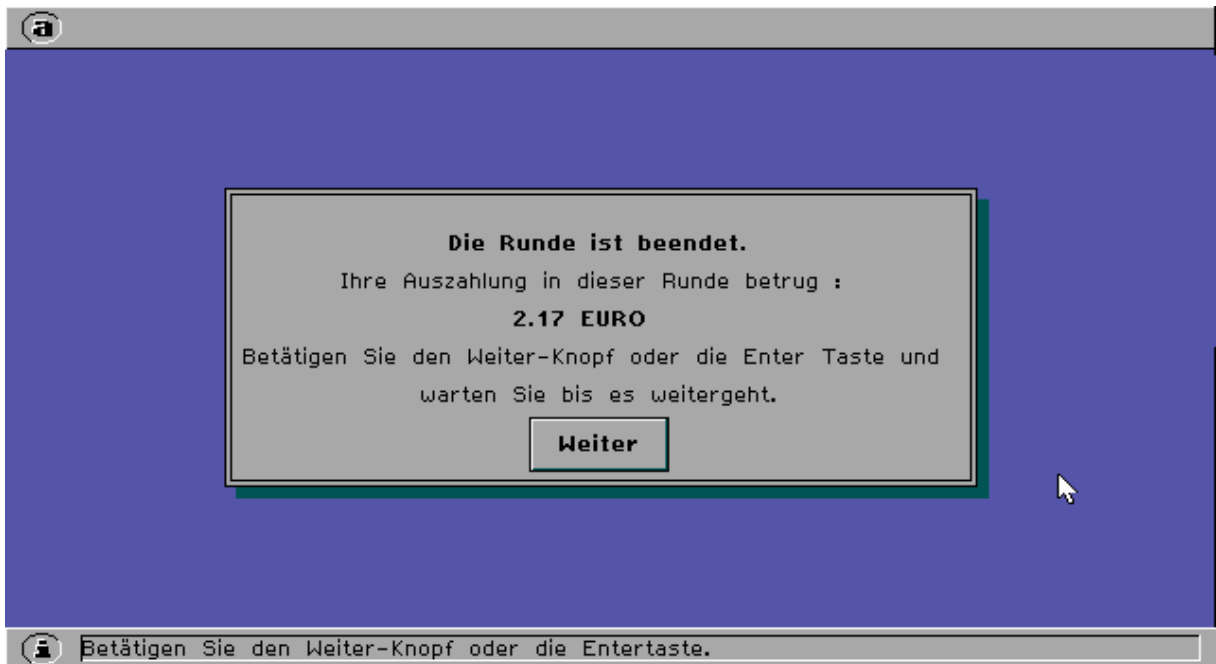 a
Die Runde ist beendet.
Ihre Auszahlung in dieser Runde betrug :
2.17 EURO
Betätigen Sie den Weiter-Knopf oder die Enter Taste und
warten Sie bis es weitergeht.
Weiter
i Betätigen Sie den Weiter-Knopf oder die Entertaste.